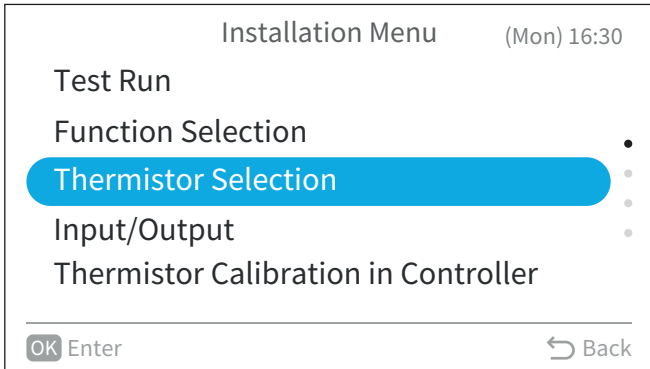 Installation Menu (Mon) 16:30
Test Run
Function Selection
Thermistor Selection
Input/Output
Thermistor Calibration in Controller
OK Enter Back